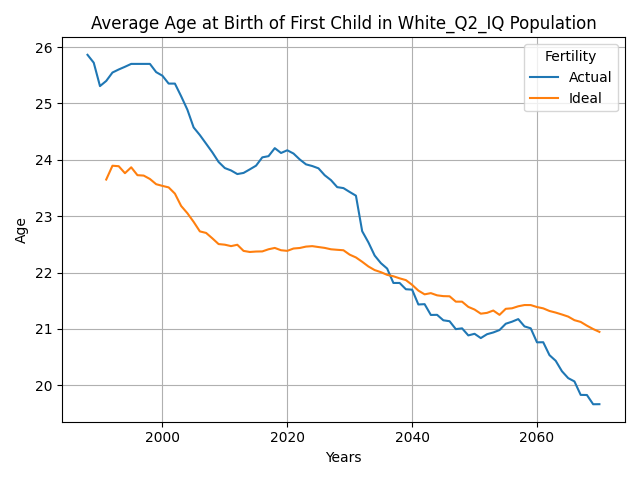 Average Age at Birth of First Child in White_Q2_IQ Population
Fertility
Actual
Ideal
Age
26
25
24
23
22
21
20
2000 2020 2040 2060
Years